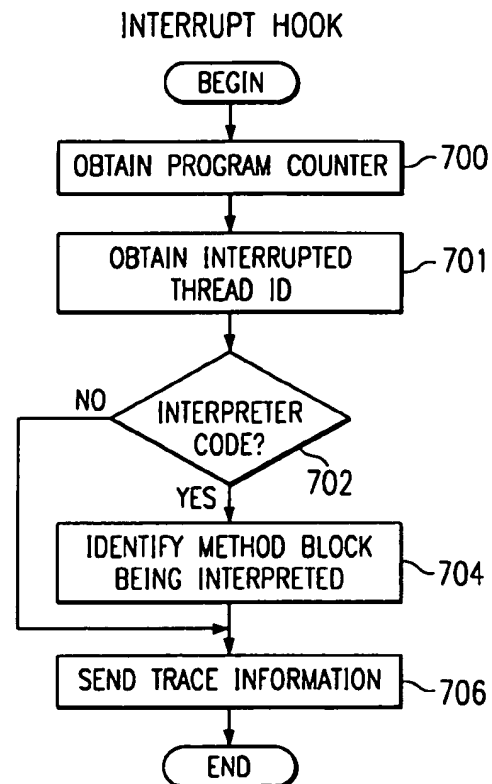 INTERRUPT HOOK
BEGIN
OBTAIN PROGRAM COUNTER
700
OBTAIN INTERRUPTED
THREAD ID
701
NO
INTERPRETER
CODE?
702
YES
IDENTIFY METHOD BLOCK
BEING INTERPRETED
704
SEND TRACE INFORMATION
706
END